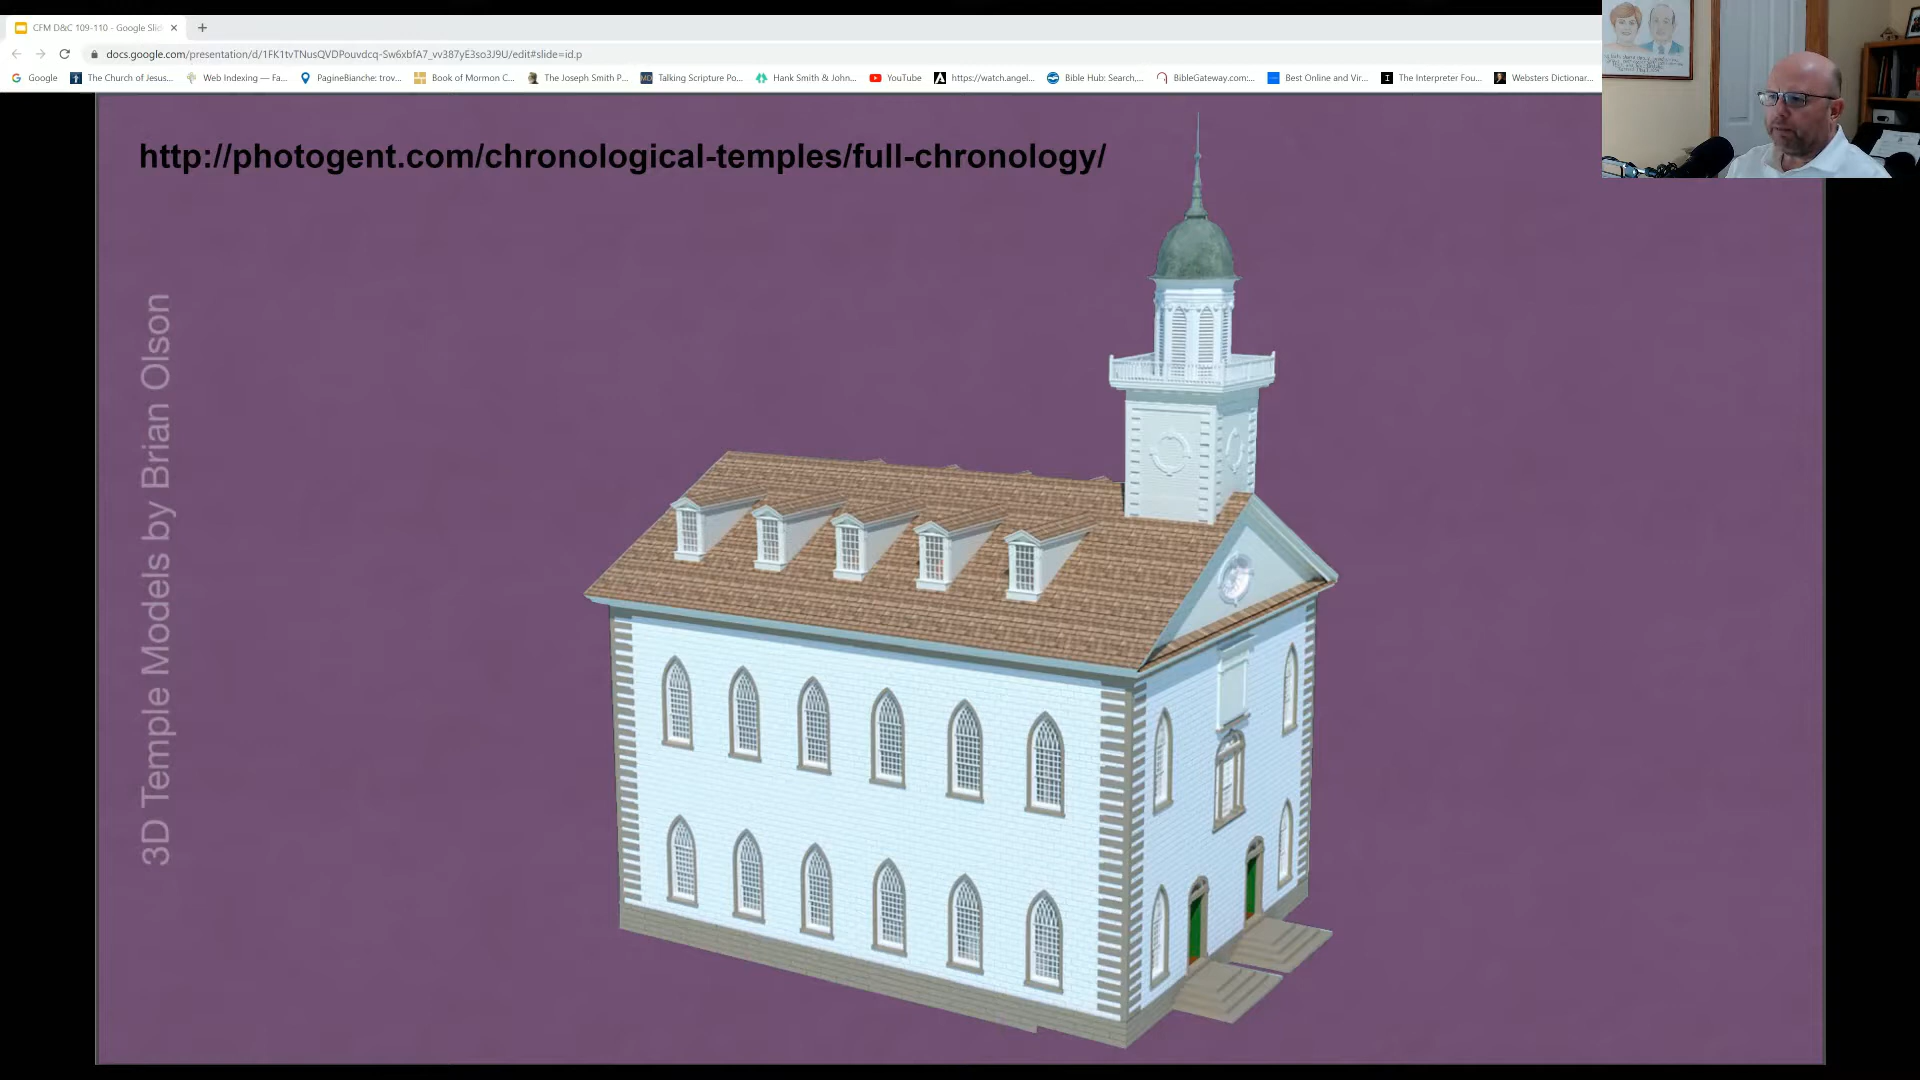 CFM D&C 109-110 - Google Slid
docs.google.com/presentation/d/1FK1tvTNusQVDPouvdcq-Sw6xbfA7_vv387yE3so3J9U/edit#slide=id.p
Google
The Church of Jesus...
Web Indexing — Fa...
PagineBianche: trov...
Book of Mormon C...
The Joseph Smith P...
Talking Scripture Po...
Hank Smith & John...
YouTube
https://watch.angel...
Bible Hub: Search,...
BibleGateway.com:...
Best Online and Vir...
The Interpreter Fou...
Websters Dictionar...
http://photogent.com/chronological-temples/full-chronology/
3D Temple Models by Brian Olson